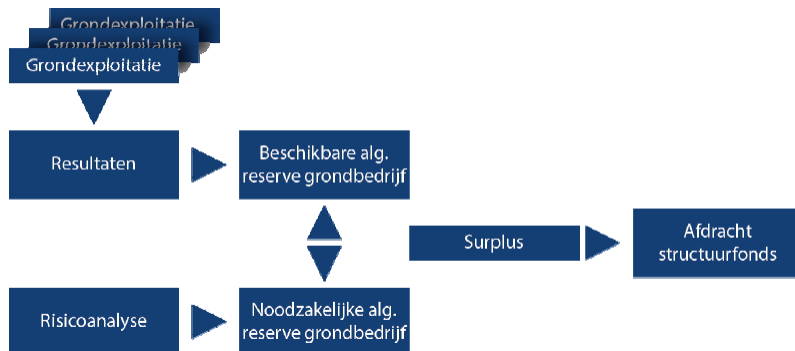 Grondexploitatie
Grondexploitatie
Grondexploitatie
Resultaten
Beschikbare alg.
reserve grondbedrijf
Surplus
Afdracht
structuurfonds
Risicoanalyse
Noodzakelijke alg.
reserve grondbedrijf